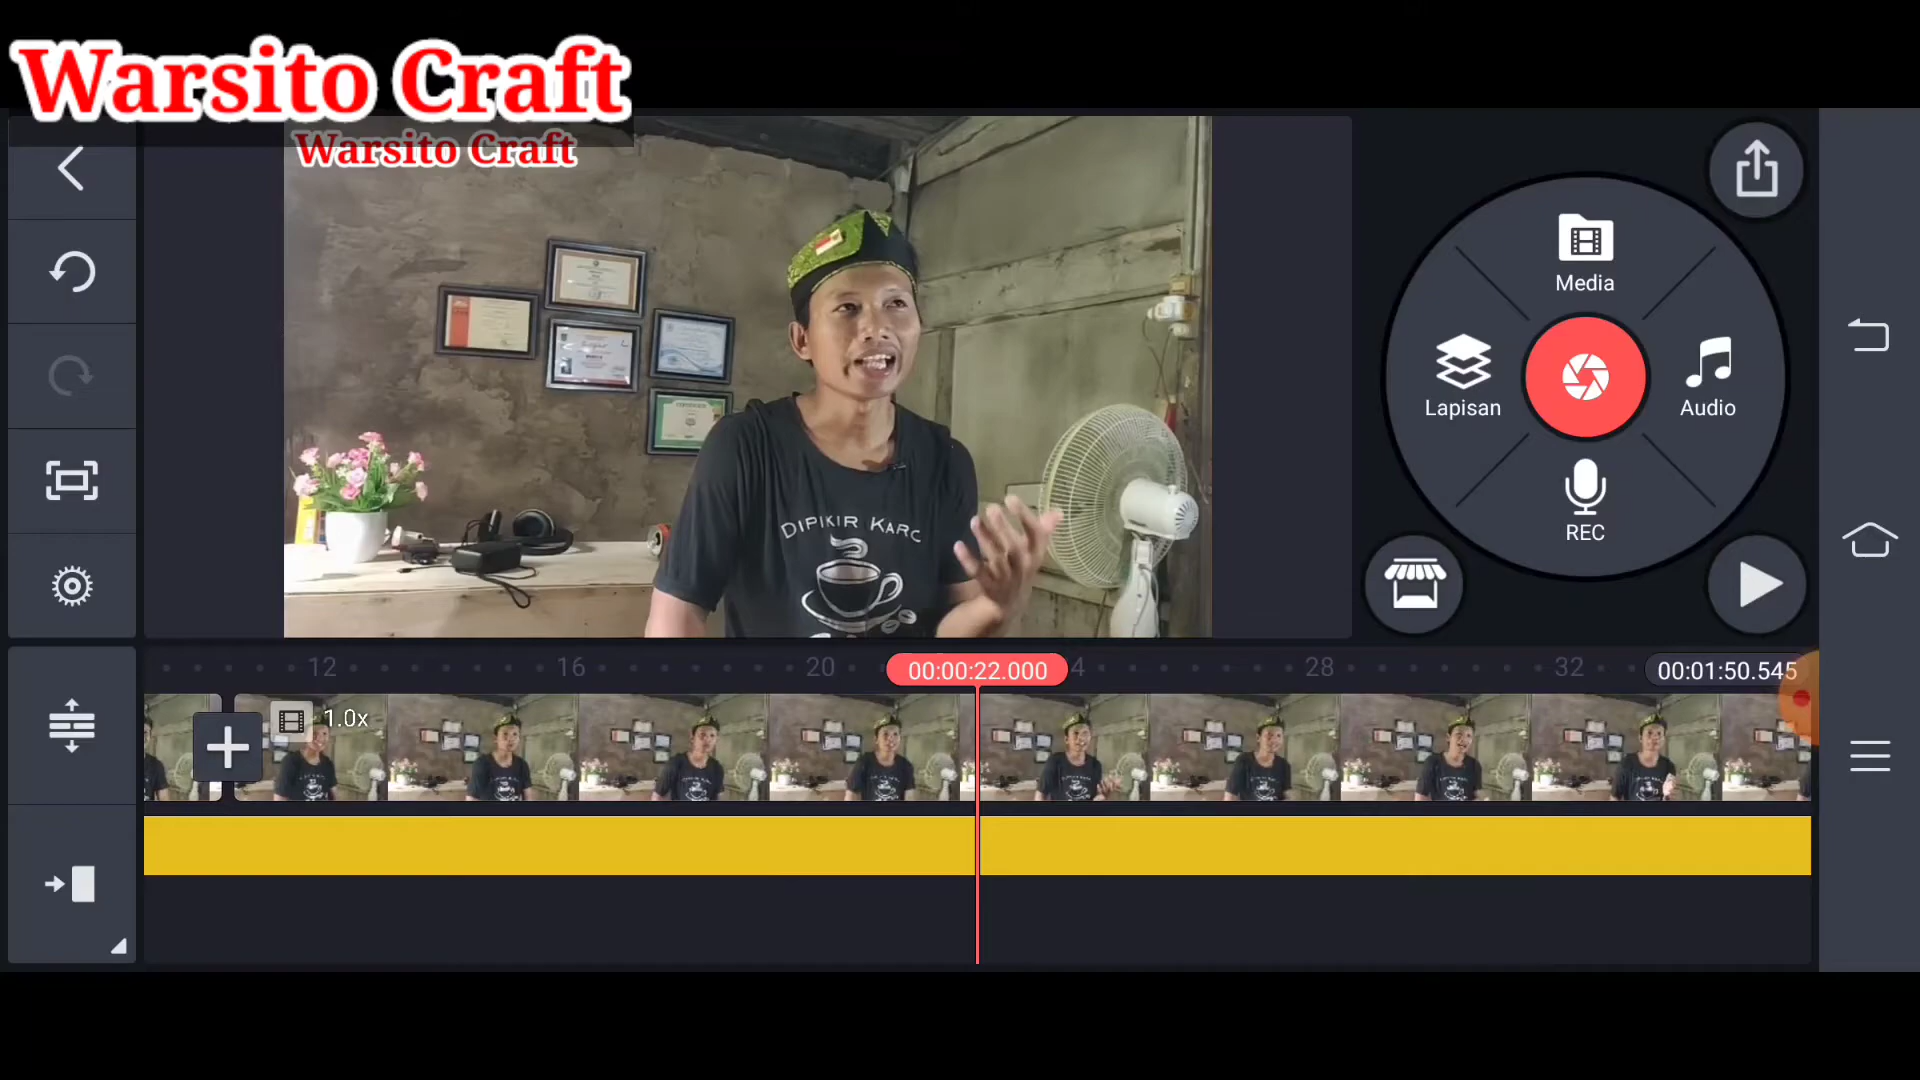 Warsito Craft
Warsito Craft
Media
Lapisan
Audio
REC
DIPIKIR KARO
12
16
20
00:00:22.000
4
28
32
00:01:50.545
1.0x